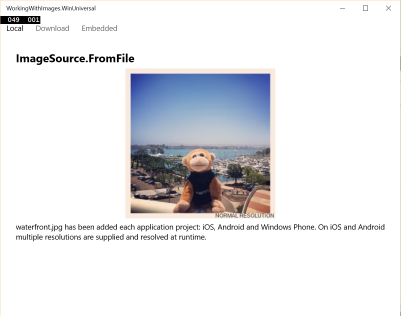 WorkingWithImages.WinUniversal
049 001
Local Download Embedded
ImageSource.FromFile
NORMAL RESOLUTION
waterfront.jpg has been added each application project: iOS, Android and Windows Phone. On iOS and Android
multiple resolutions are supplied and resolved at runtime.